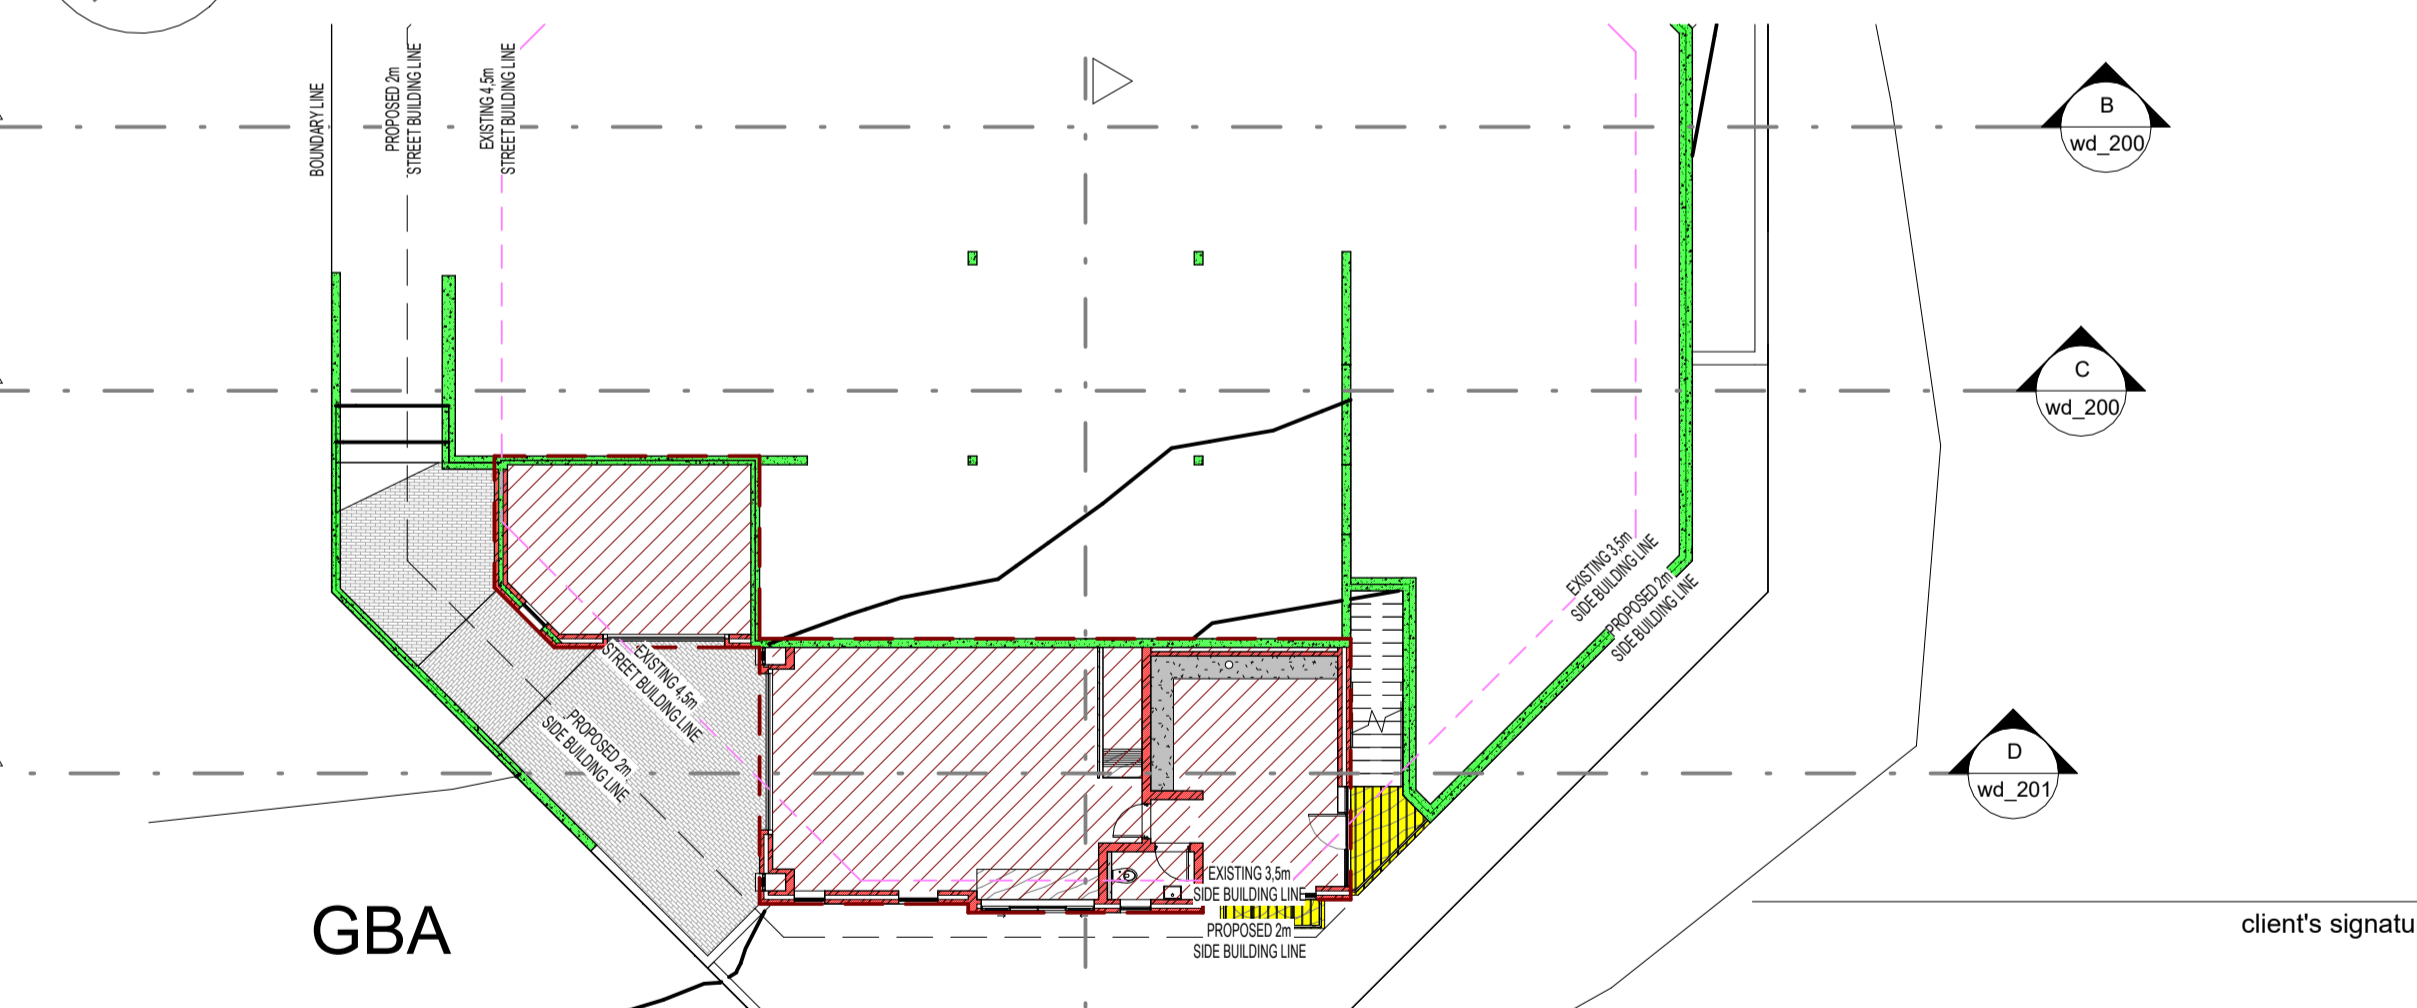 BOUNDARY LINE
PROPOSED 2m
STREET BUILDING LINE
EXISTING 4,5m
STREET BUILDING LINE
B
wd_200
C
wd_200
EXISTING 3,5m
SIDE BUILDING LINE
PROPOSED 2m
SIDE BUILDING LINE
EXISTING 4,5m
STREET BUILDING LINE
PROPOSED 2m
SIDE BUILDING LINE
D
wd_201
EXISTING 3,5m
SIDE BUILDING LINE
PROPOSED 2m
SIDE BUILDING LINE
GBA
client's signatu